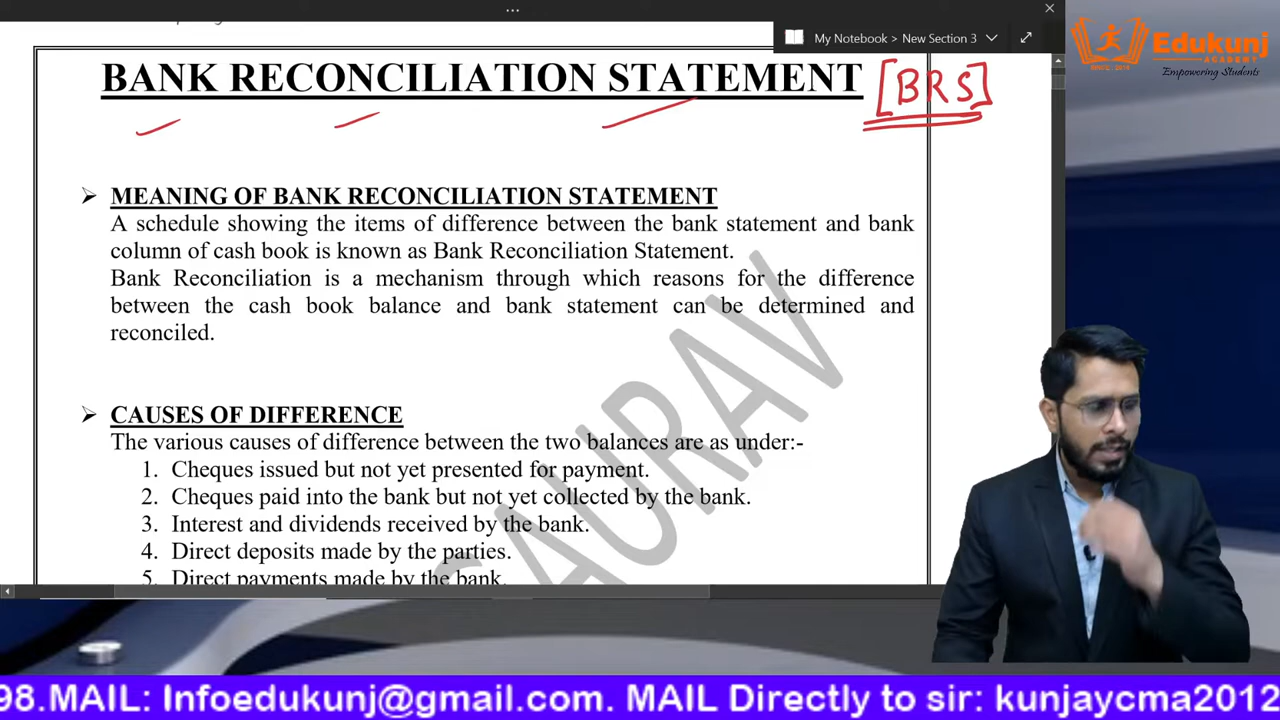 My Notebook > New Section 3
Edukunj
ACADEMY
Empowering Students
BANK RECONCILIATION STATEMENT [BRS]
➢ MEANING OF BANK RECONCILIATION STATEMENT
A schedule showing the items of difference between the bank statement and bank
column of cash book is known as Bank Reconciliation Statement.
Bank Reconciliation is a mechanism through which reasons for the difference
between the cash book balance and bank statement can be determined and
reconciled.
➢ CAUSES OF DIFFERENCE
The various causes of difference between the two balances are as under:-
1. Cheques issued but not yet presented for payment.
2. Cheques paid into the bank but not yet collected by the bank.
3. Interest and dividends received by the bank.
4. Direct deposits made by the parties.
5. Direct payments made by the bank.
SAURAV
98.MAIL: Infoedukunj@gmail.com. MAIL Directly to sir: kunjaycma2012